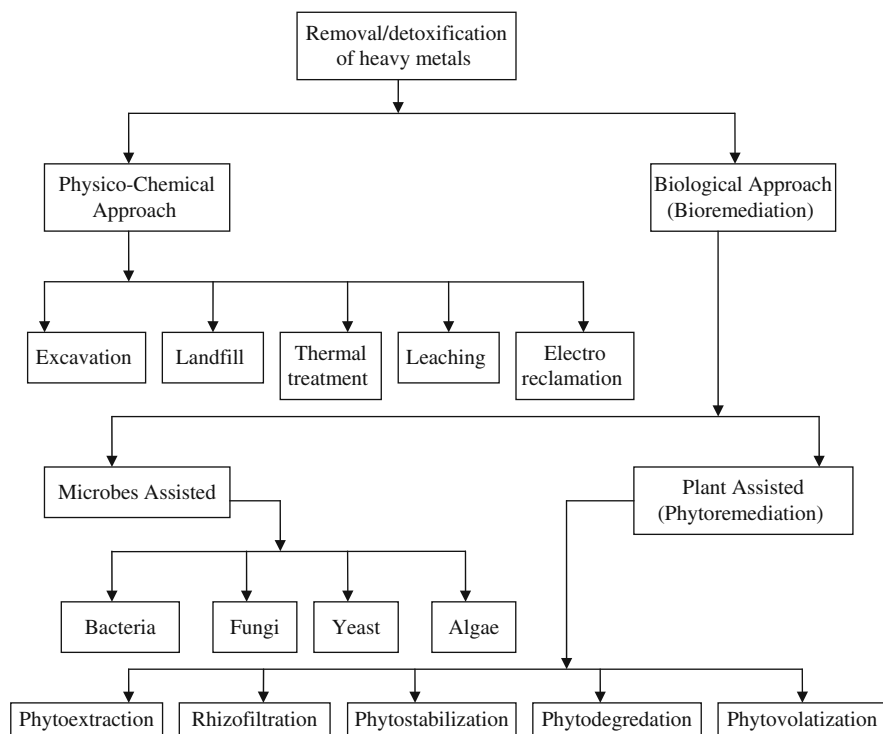 Removal/detoxification
of heavy metals
Physico-Chemical
Approach
Biological Approach
(Bioremediation)
Excavation
Landfill
Thermal
treatment
Leaching
Electro
reclamation
Microbes Assisted
Plant Assisted
(Phytoremediation)
Bacteria
Fungi
Yeast
Algae
Phytoextraction
Rhizofiltration
Phytostabilization
Phytodegredation
Phytovolatization